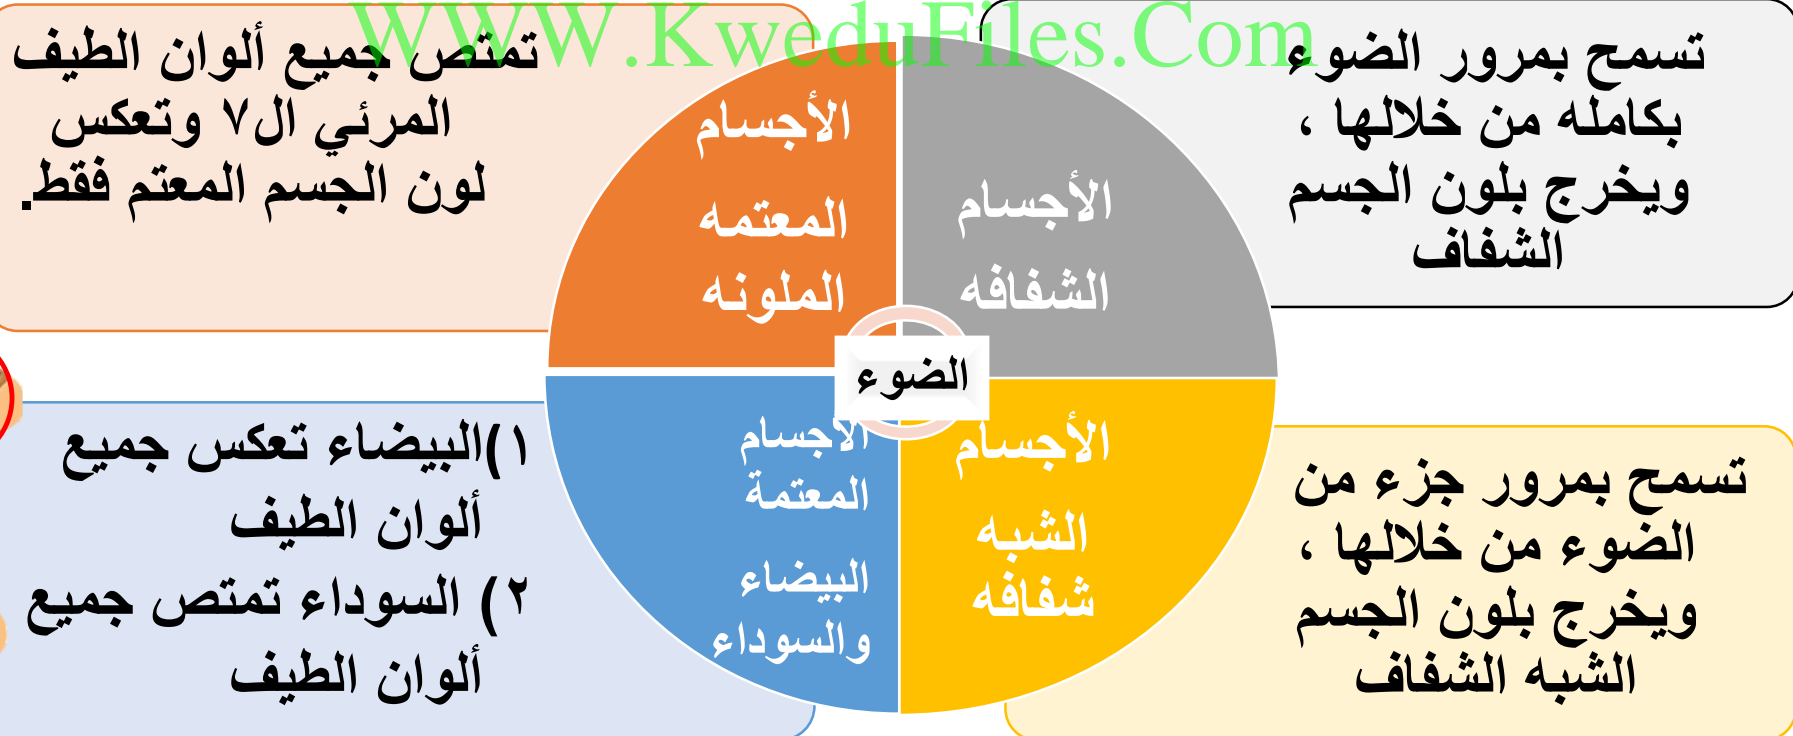 WWW.KweduFiles.Com
تسمح بمرور الضوء
بكامله من خلالها ،
ويخرج بلون الجسم
الشفاف
الأجسام
الشفافه
تمتص جميع ألوان الطيف
المرئي ال٧ وتعكس
لون الجسم المعتم فقط.
الأجسام
المعتمه
الملونه
الضوء
تسمح بمرور جزء من
الضوء من خلالها ،
ويخرج بلون الجسم
الشبه الشفاف
الأجسام
الشبه
شفافه
١)البيضاء تعكس جميع
ألوان الطيف
٢) السوداء تمتص جميع
ألوان الطيف
الأجسام
المعتمة
البيضاء
والسوداء